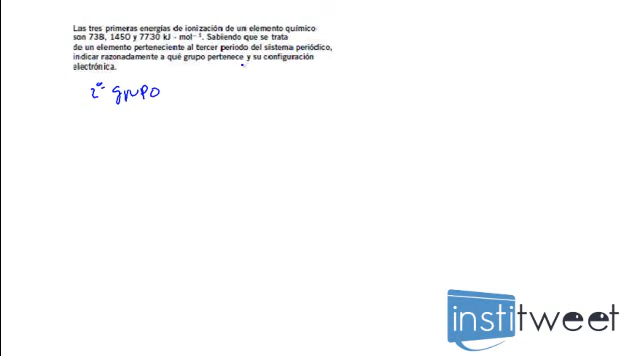 Las tres primeras energías de ionización de un elemento químico
son 738, 1450 y 7730 kJ · mol⁻¹. Sabiendo que se trata
de un elemento perteneciente al tercer periodo del sistema periódico,
indicar razonadamente a qué grupo pertenece y su configuración
electrónica.
2º grupo
institweet